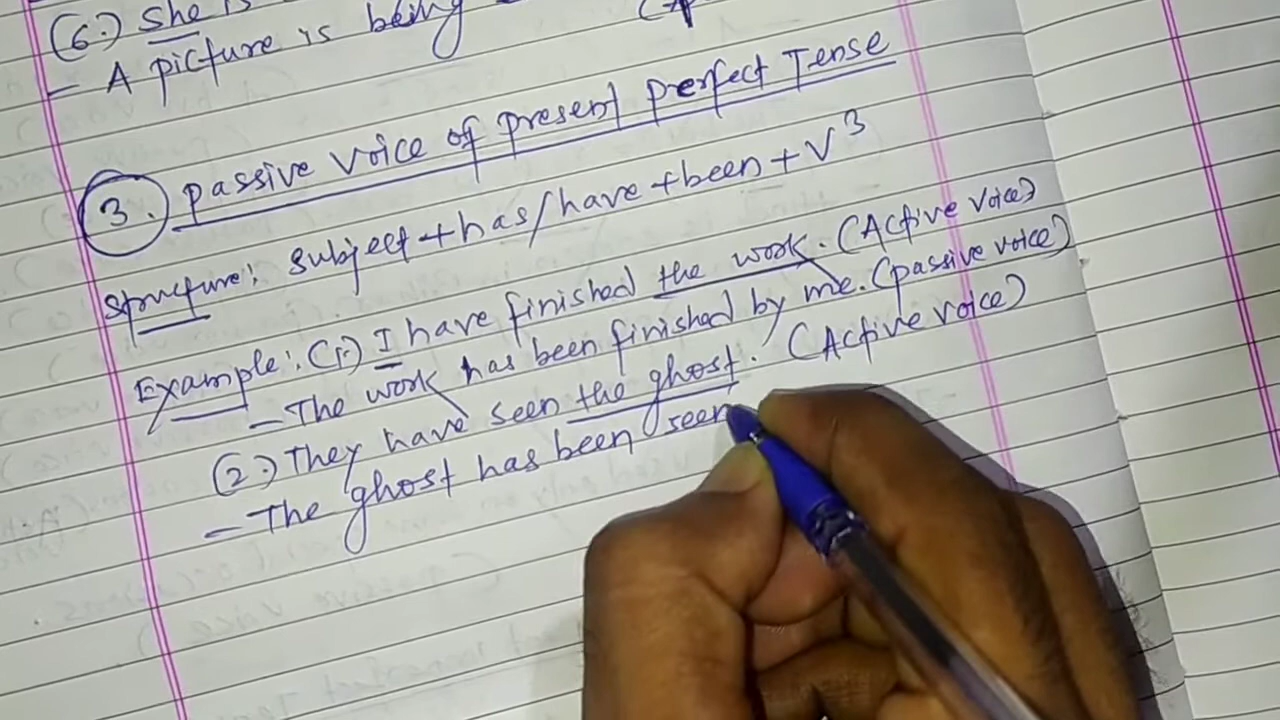 (6.) She is
- A picture is being
3. passive voice of present perfect Tense
Structure: Subject + has/have + been + V3
Example: (1.) I have finished the work. (Active voice)
- The work has been finished by me. (passive voice)
(2.) They have seen the ghost. (Active voice)
- The ghost has been seen